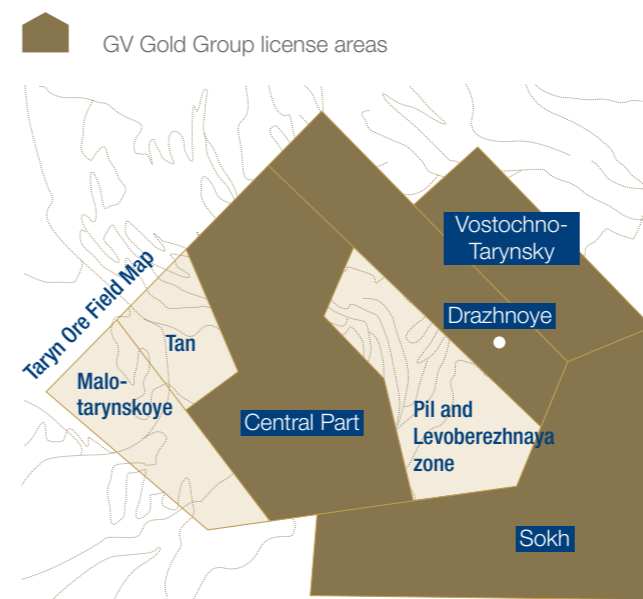 GV Gold Group license areas
Vostochno-
Tarynsky
Drazhnoye
Taryn Ore Field Map
Tan
Malo-
tarynskoye
Central Part
Pil and
Levoberezhnaya
zone
Sokh